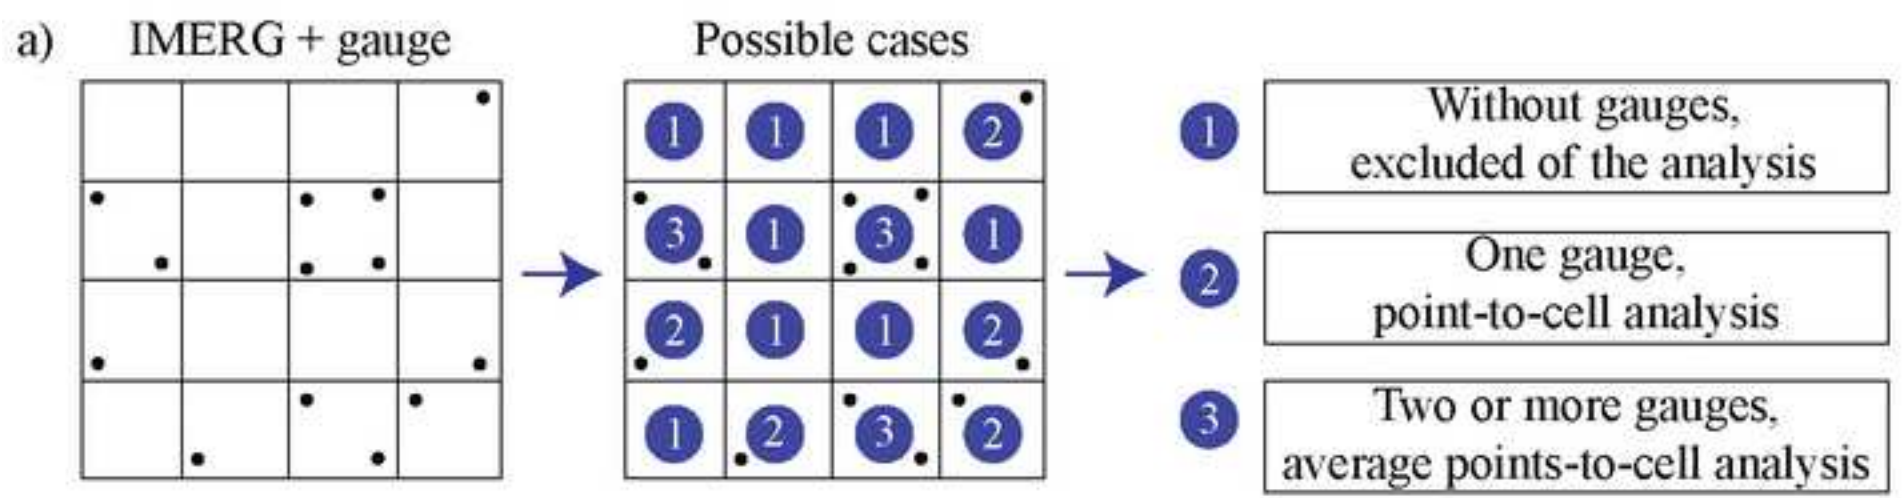 a) IMERG + gauge Possible cases
1 1 1 2
3 1 3 1
2 1 1 2
1 2 3 2
1 Without gauges,
excluded of the analysis
2 One gauge,
point-to-cell analysis
3 Two or more gauges,
average points-to-cell analysis